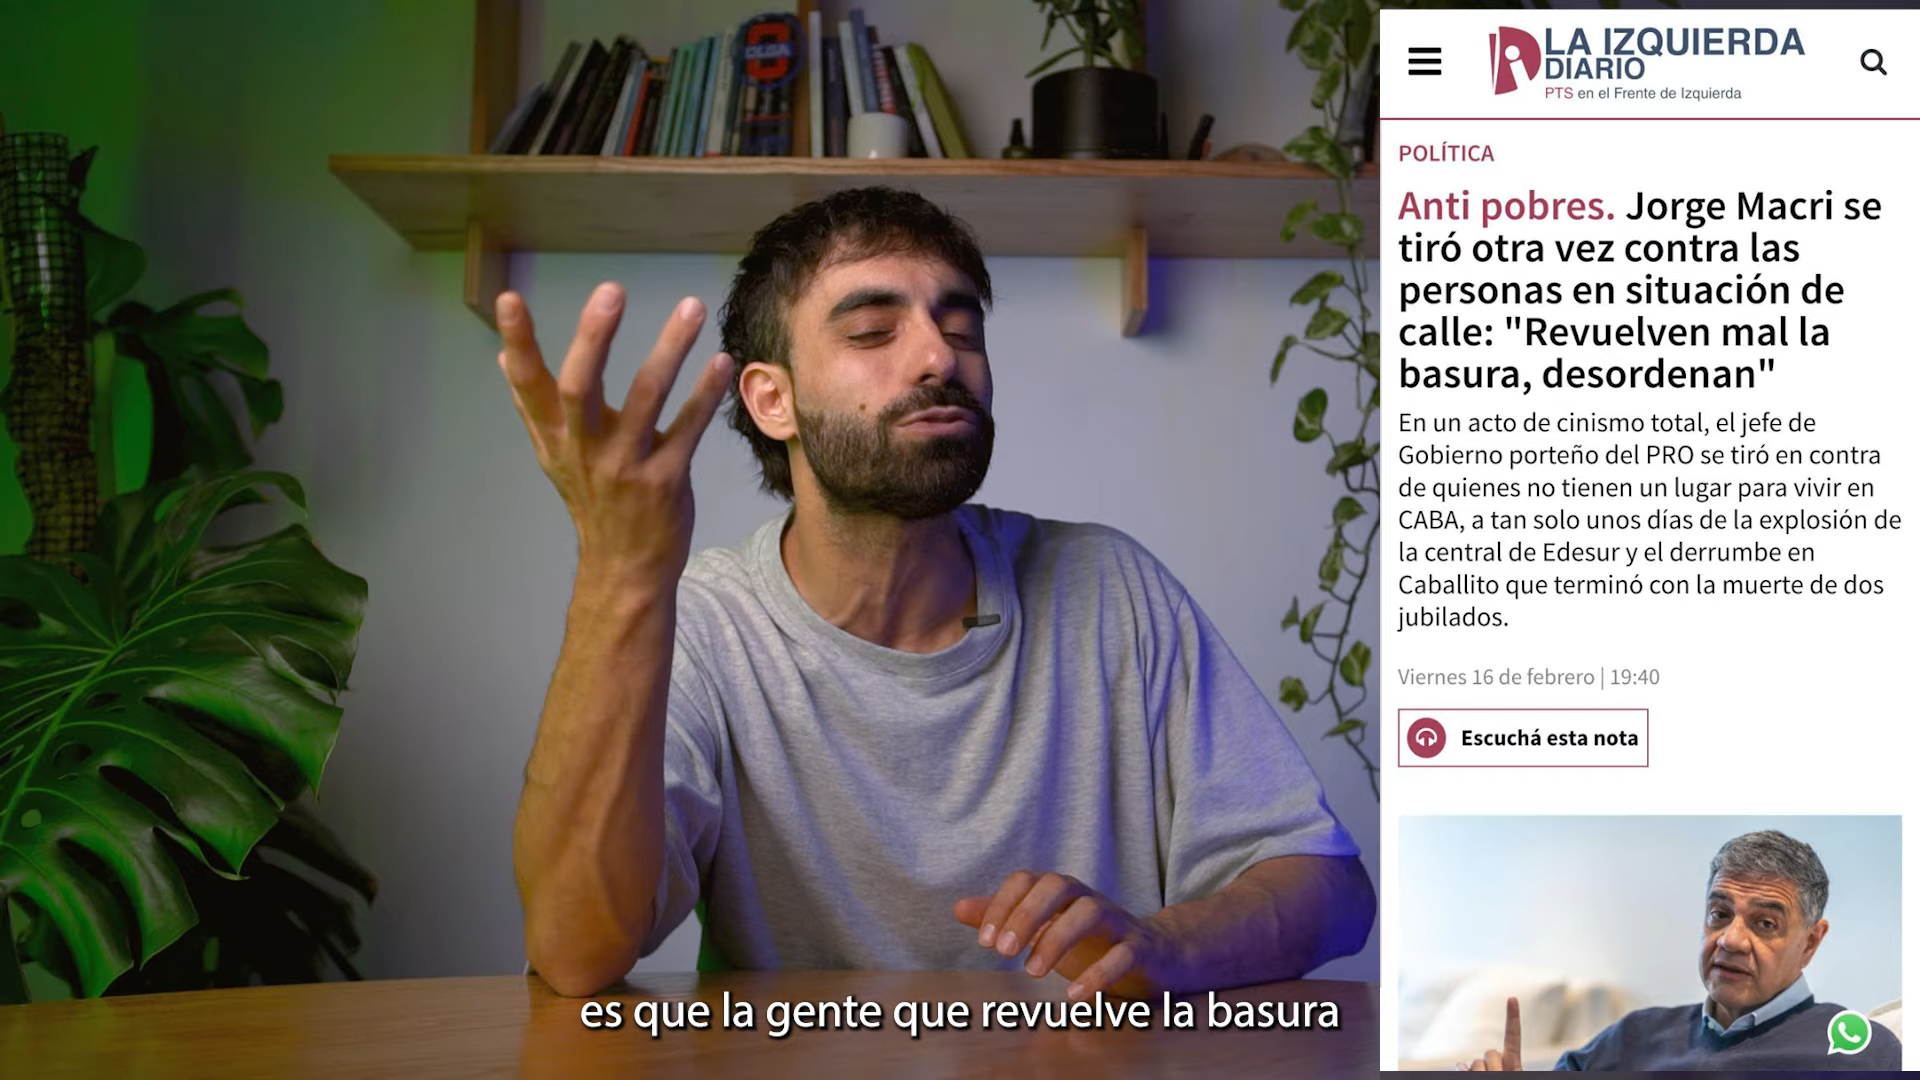 OLGA
LA IZQUIERDA
DIARIO
PTS en el Frente de Izquierda
POLÍTICA
Anti pobres. Jorge Macri se
tiró otra vez contra las
personas en situación de
calle: "Revuelven mal la
basura, desordenan"
En un acto de cinismo total, el jefe de
Gobierno porteño del PRO se tiró en contra
de quienes no tienen un lugar para vivir en
CABA, a tan solo unos días de la explosión de
la central de Edesur y el derrumbe en
Caballito que terminó con la muerte de dos
jubilados.
Viernes 16 de febrero | 19:40
Escuchá esta nota
es que la gente que revuelve la basura